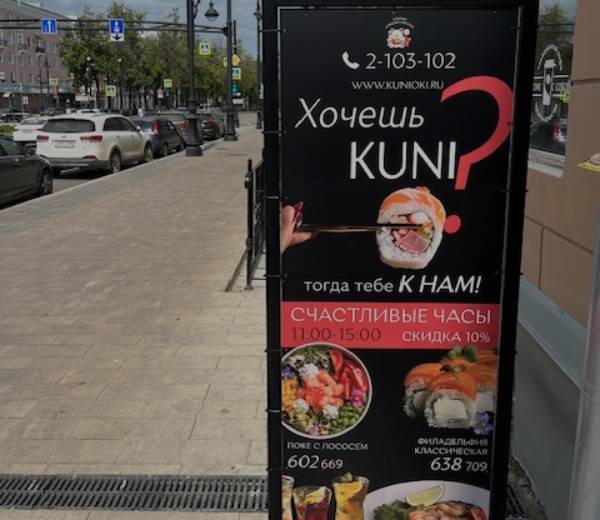 2-103-102
WWW.KUNIOKI.RU
Хочешь
KUNI?
тогда тебе К НАМ!
СЧАСТЛИВЫЕ ЧАСЫ
11:00-15:00 СКИДКА 10%
ПОКЕ С ЛОСОСЕМ
602 669
ФИЛАДЕЛЬФИЯ
КЛАССИЧЕСКАЯ
638 709